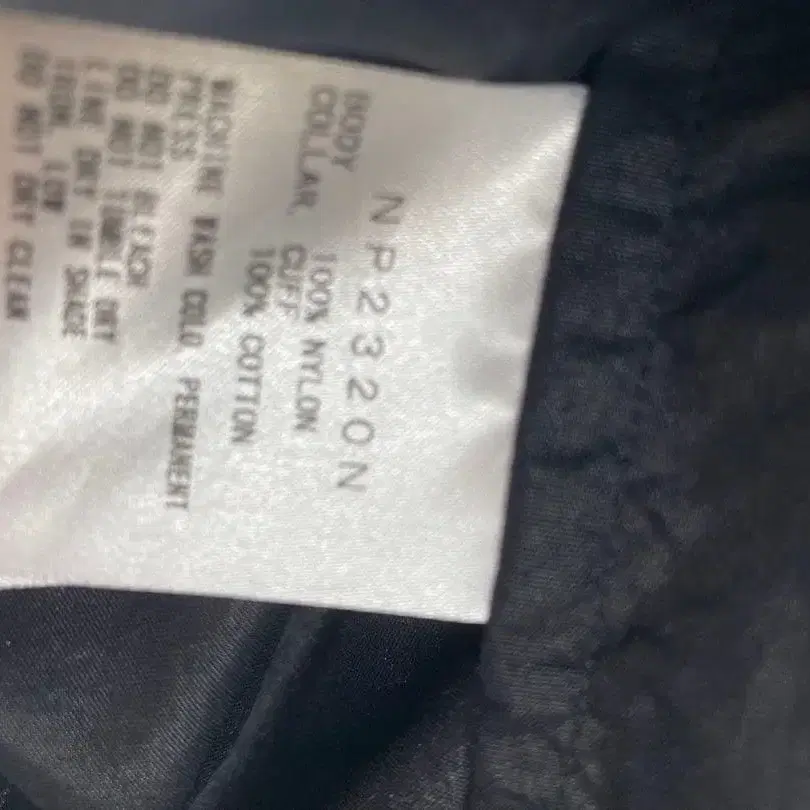 NP2320N
BODY 100% NYLON
COLLAR, CUFF
100% COTTON
MACHINE WASH COLD PERMANENT
PRESS
DO NOT BLEACH
DO NOT TUMBLE DRY
LINE DRY IN SHADE
IRON, LOW
DO NOT DRY CLEAN